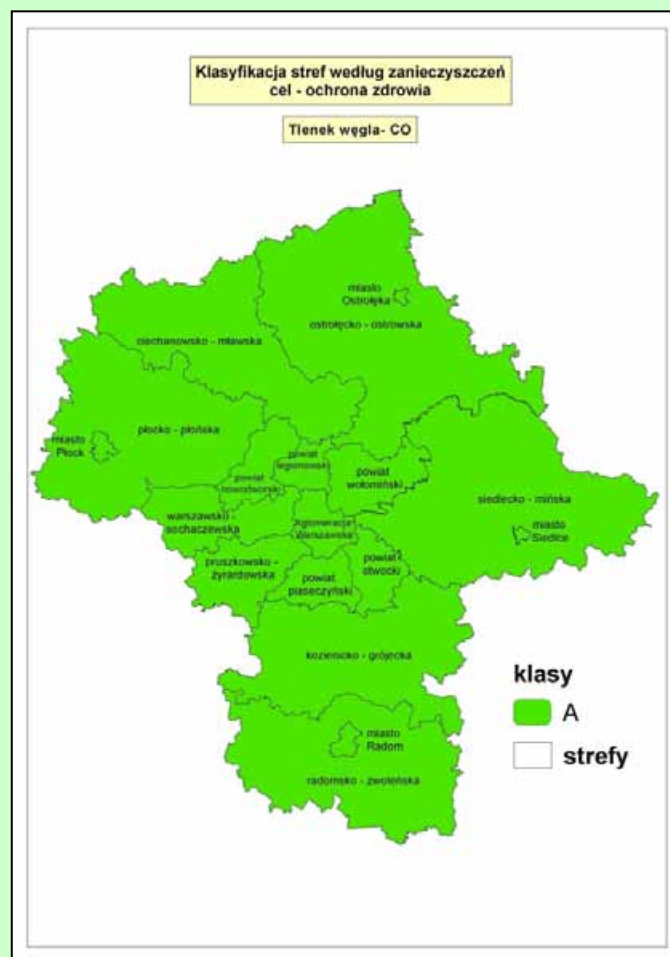 Klasyfikacja stref według zanieczyszczeń
cel - ochrona zdrowia
Tlenek węgla- CO
miasto
Ostrołęka
ostrołęcko - ostrowska
ciechanowsko - mławska
płocko - płońska
miasto
Płock
powiat
legionowski
powiat
nowodworski
powiat
wołomiński
siedlecko - mińska
miasto
Siedlce
warszawsko -
sochaczewska
Aglomeracja
Warszawska
powiat
otwocki
pruszkowsko -
żyrardowska
powiat
piaseczyński
kozienicko - grójecka
miasto
Radom
radomsko - zwoleńska
klasy
A
strefy